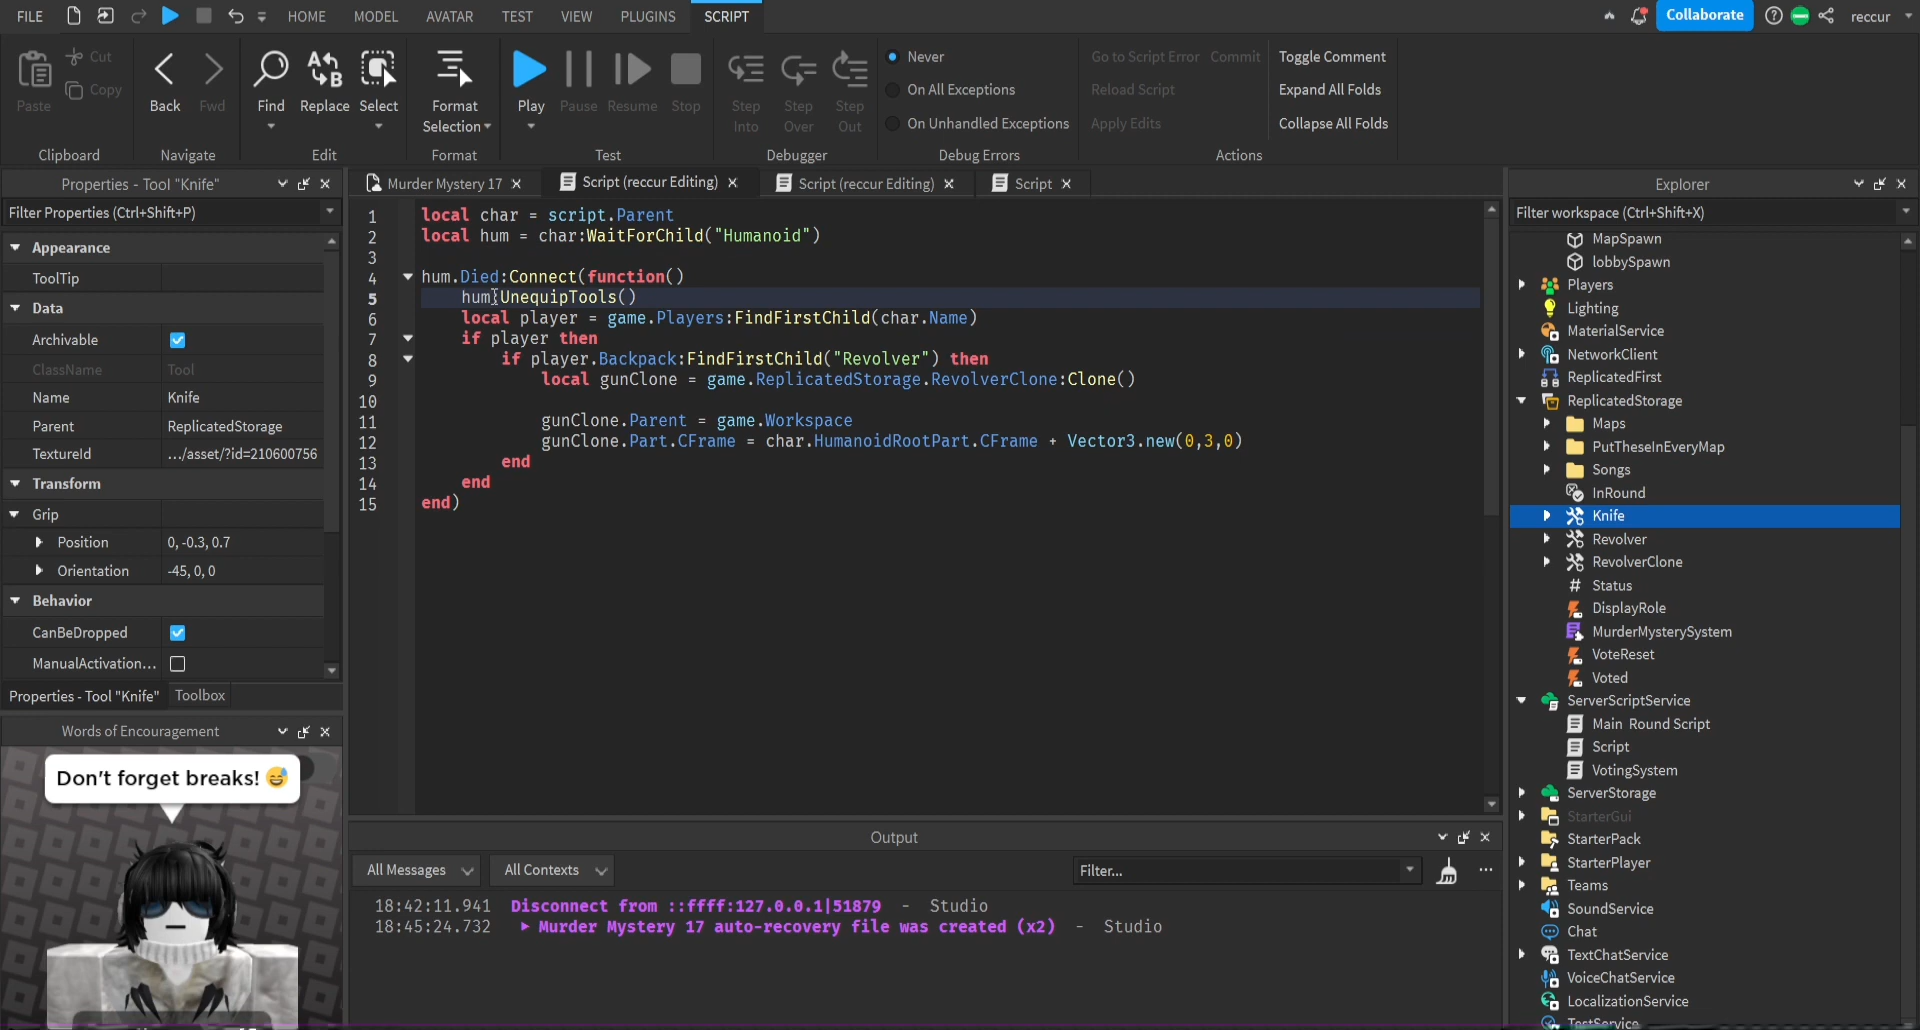 FILE HOME MODEL AVATAR TEST VIEW PLUGINS SCRIPT Collaborate reccur
Paste Cut Copy
Back Fwd
Find Replace Select
Format Selection
Play Pause Resume Stop
Step Into Step Over Step Out
Never
On All Exceptions
On Unhandled Exceptions
Go to Script Error Commit
Reload Script
Apply Edits
Toggle Comment
Expand All Folds
Collapse All Folds
Clipboard Navigate Edit Format Test Debugger Debug Errors Actions
Properties - Tool "Knife"
Filter Properties (Ctrl+Shift+P)
Appearance
ToolTip
Data
Archivable
ClassName Tool
Name Knife
Parent ReplicatedStorage
TextureId .../asset/?id=210600756
Transform
Grip
Position 0, -0.3, 0.7
Orientation -45, 0, 0
Behavior
CanBeDropped
ManualActivation...
Properties - Tool "Knife" Toolbox
Words of Encouragement
Don't forget breaks! 😅
Murder Mystery 17 Script (reccur Editing) Script (reccur Editing) Script
1 local char = script.Parent
2 local hum = char:WaitForChild("Humanoid")
3
4 hum.Died:Connect(function()
5 hum:UnequipTools()
6 local player = game.Players:FindFirstChild(char.Name)
7 if player then
8 if player.Backpack:FindFirstChild("Revolver") then
9 local gunClone = game.ReplicatedStorage.RevolverClone:Clone()
10
11 gunClone.Parent = game.Workspace
12 gunClone.Part.CFrame = char.HumanoidRootPart.CFrame + Vector3.new(0,3,0)
13 end
14 end
15 end)
Output
All Messages All Contexts Filter... ...
18:42:11.941 Disconnect from ::ffff:127.0.0.1|51879 - Studio
18:45:24.732 Murder Mystery 17 auto-recovery file was created (x2) - Studio
Explorer
Filter workspace (Ctrl+Shift+X)
MapSpawn
lobbySpawn
Players
Lighting
MaterialService
NetworkClient
ReplicatedFirst
ReplicatedStorage
Maps
PutTheseInEveryMap
Songs
InRound
Knife
Revolver
RevolverClone
Status
DisplayRole
MurderMysterySystem
VoteReset
Voted
ServerScriptService
Main Round Script
Script
VotingSystem
ServerStorage
StarterGui
StarterPack
StarterPlayer
Teams
SoundService
Chat
TextChatService
VoiceChatService
LocalizationService
TestService